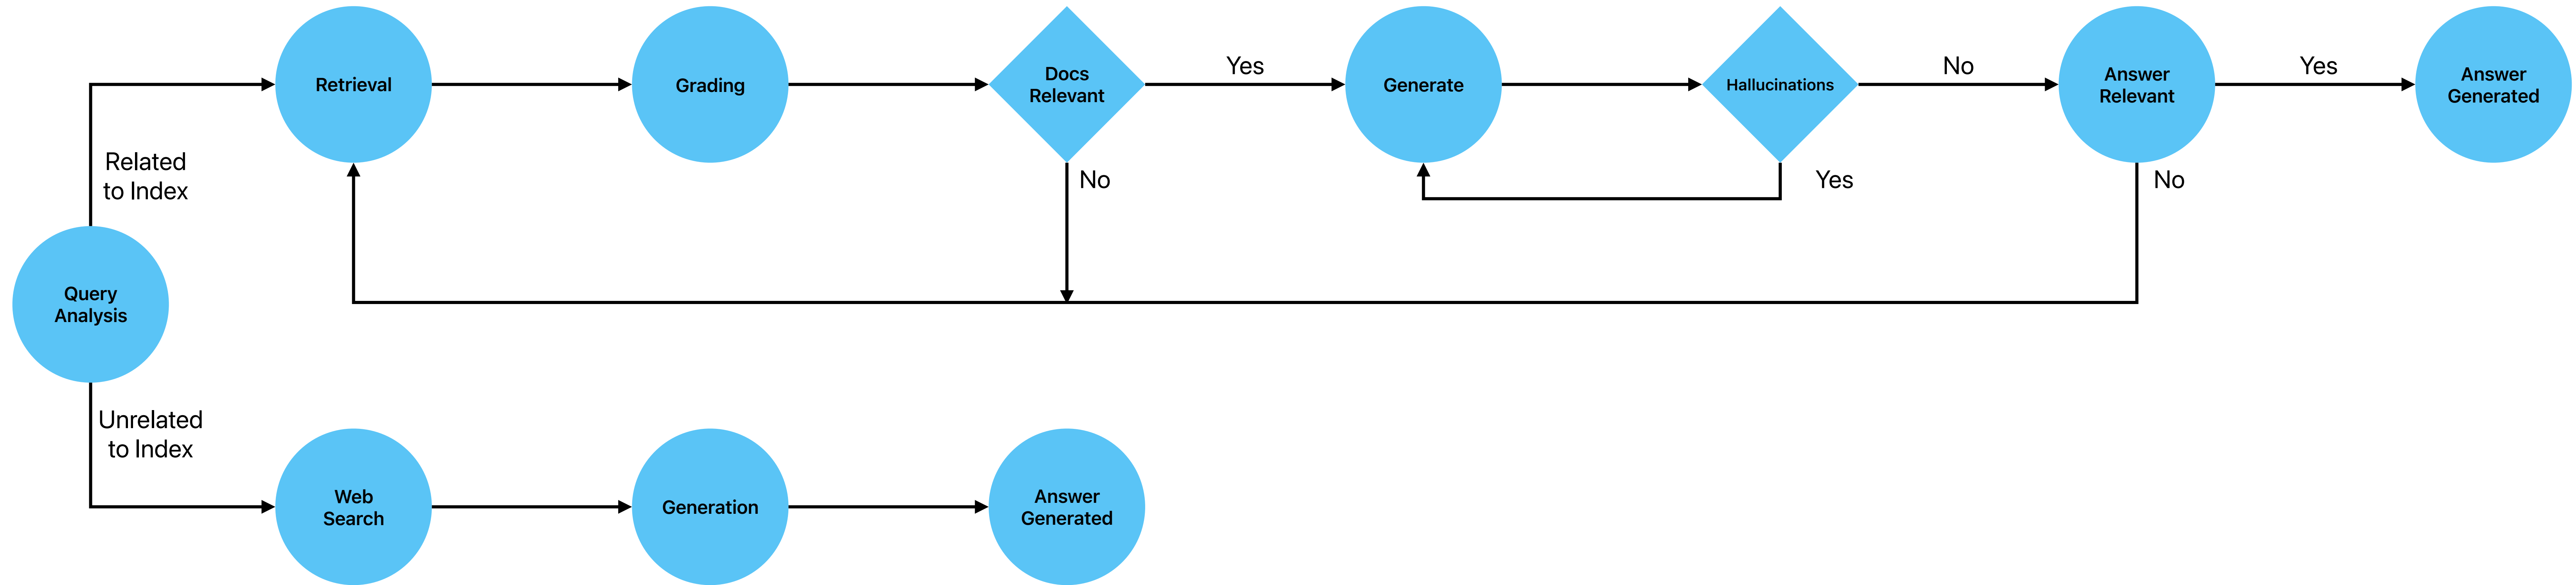 Retrieval
Grading
Docs
Relevant
Yes
Generate
Hallucinations
No
Answer
Relevant
Yes
Answer
Generated
Related
to Index
No
Yes
No
Query
Analysis
Unrelated
to Index
Web
Search
Generation
Answer
Generated